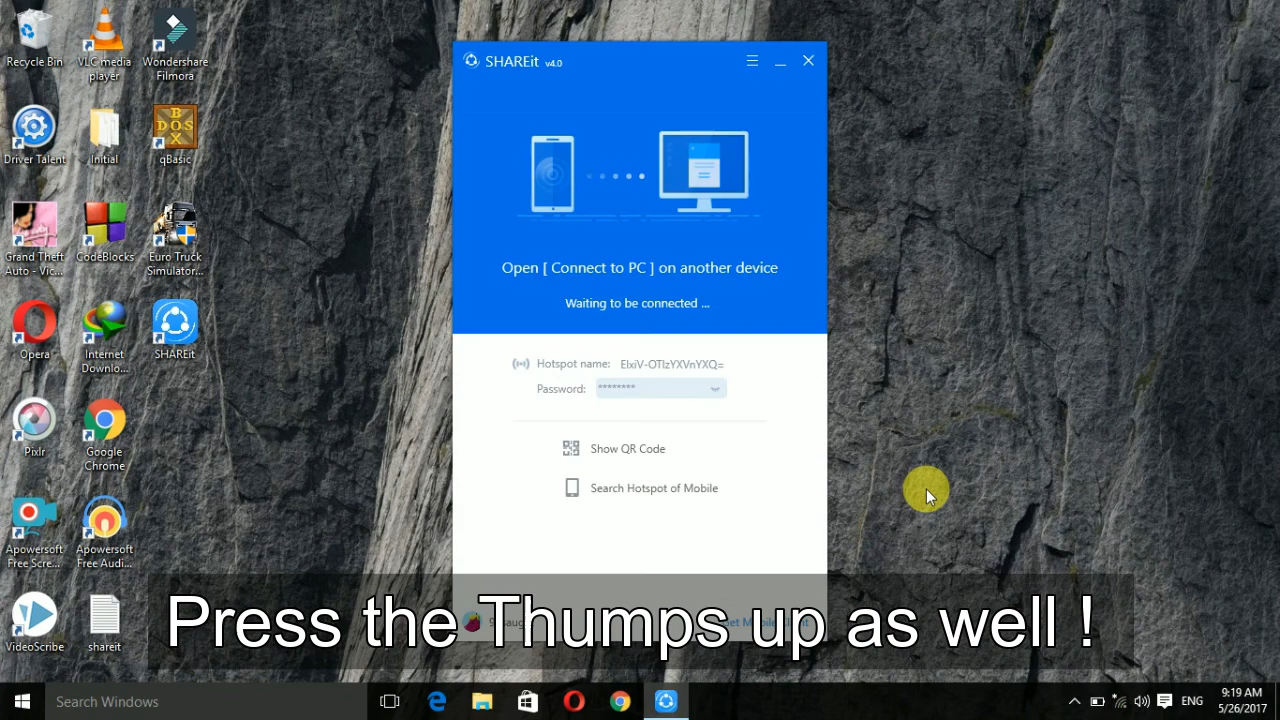 Recycle Bin
VLC media
player
Wondershare
Filmora
Driver Talent
Initial
BOX
DOS
qBasic
Grand Theft
Auto - Vic...
CodeBlocks
Euro Truck
Simulator...
Opera
Internet
Downlo...
SHAREit
Pixlr
Google
Chrome
Apowersoft
Free Scre...
Apowersoft
Free Audi...
VideoScribe
shareit
SHAREit v4.0
Open [ Connect to PC ] on another device
Waiting to be connected ...
Hotspot name:
Password: ********
Show QR Code
Search Hotspot of Mobile
Press the Thumps up as well !
Search Windows
ENG
9:19 AM
5/26/2017